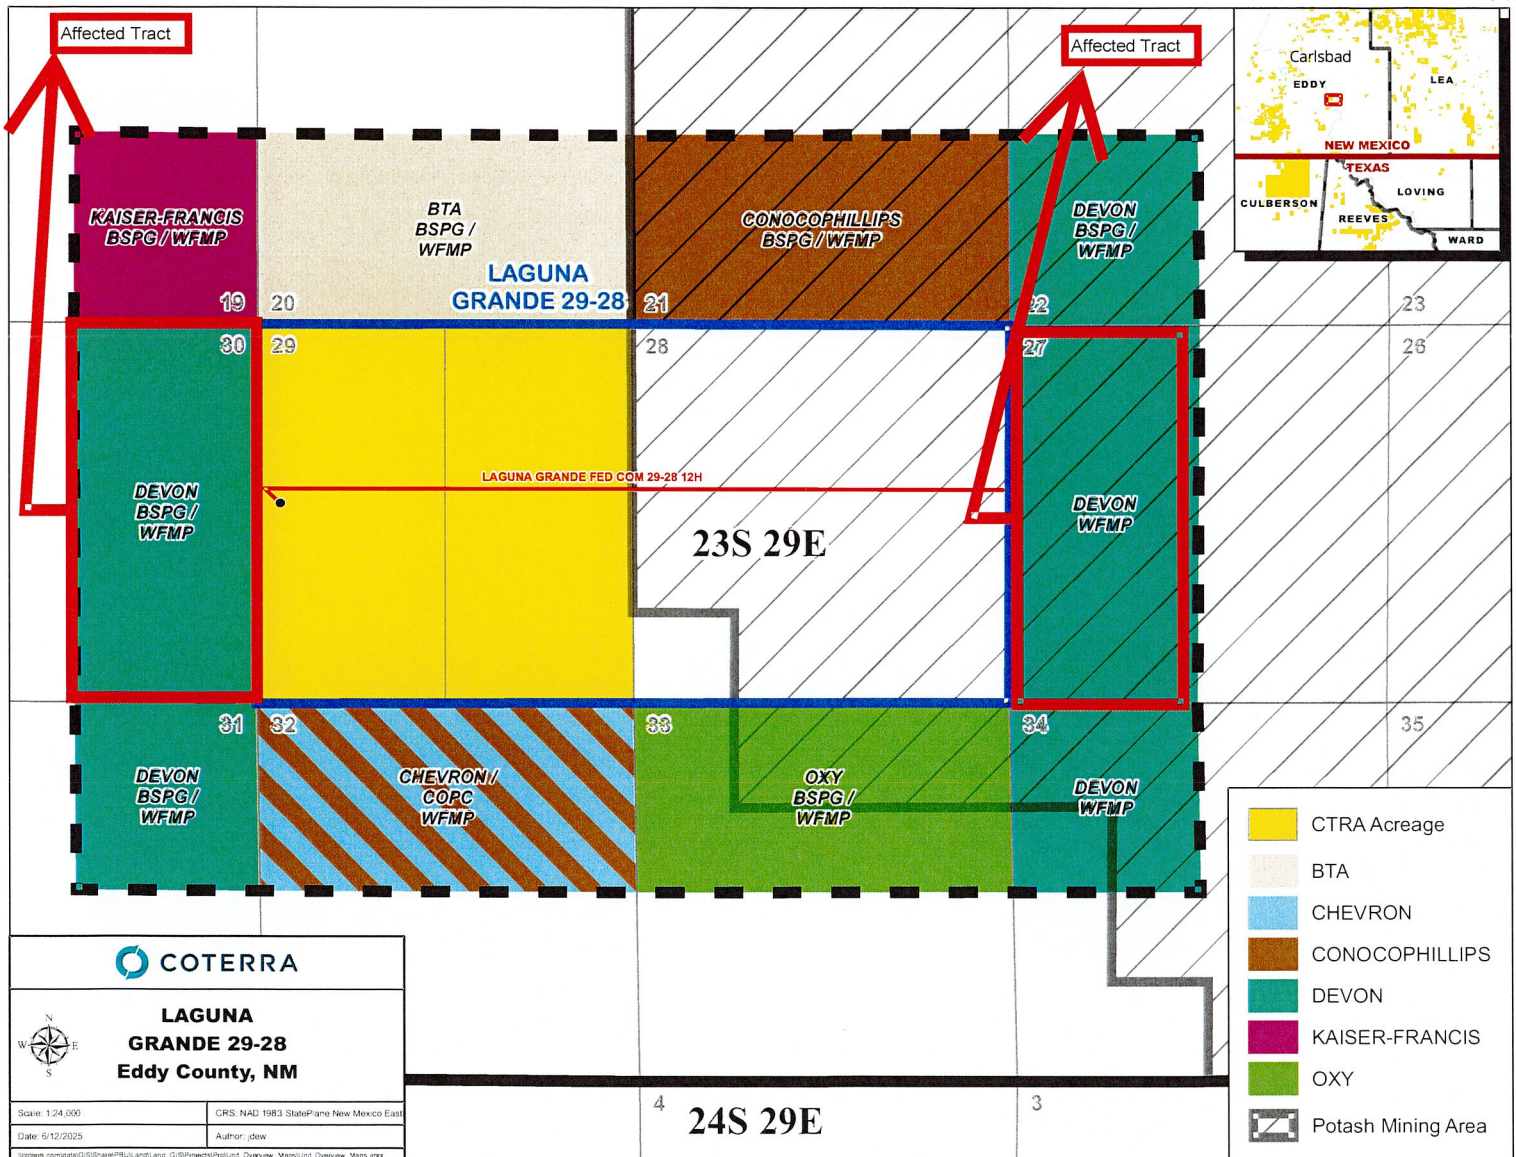 Affected Tract
Affected Tract
Carlsbad
EDDY
LEA
NEW MEXICO
TEXAS
CULBERSON
REEVES
LOVING
WARD
KAISER-FRANCIS
BSPG / WFMP
BTA
BSPG /
WFMP
CONOCOPHILLIPS
BSPG / WFMP
DEVON
BSPG /
WFMP
LAGUNA
GRANDE 29-28
19
20
21
22
23
30
29
28
27
26
DEVON
BSPG /
WFMP
LAGUNA GRANDE FED COM 29-28 12H
23S 29E
DEVON
WFMP
31
32
33
34
35
DEVON
BSPG /
WFMP
CHEVRON /
COPC
WFMP
OXY
BSPG /
WFMP
DEVON
WFMP
CTRA Acreage
BTA
CHEVRON
CONOCOPHILLIPS
DEVON
KAISER-FRANCIS
OXY
Potash Mining Area
COTERRA
N
W
E
S
LAGUNA
GRANDE 29-28
Eddy County, NM
Scale: 1:24,000
CRS: NAD 1983 StatePlane New Mexico East
Date: 6/12/2025
Author: jdew
4
24S 29E
3